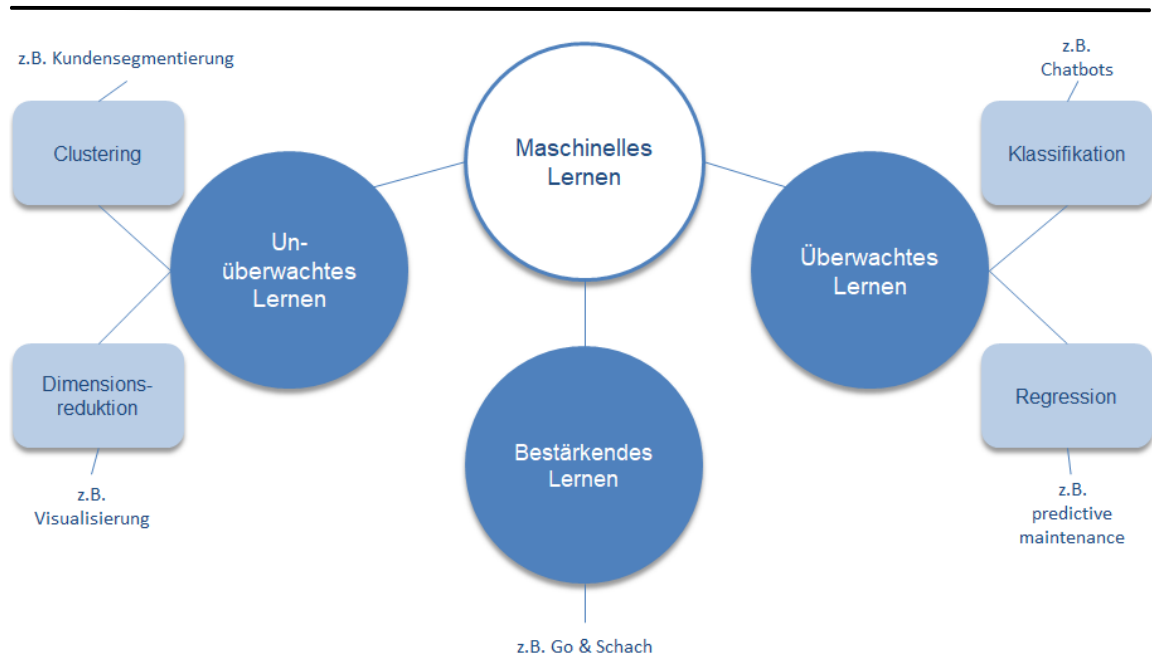 z.B. Kundensegmentierung
Clustering
Un-
überwachtes
Lernen
Dimensions-
reduktion
z.B.
Visualisierung
Maschinelles
Lernen
Bestärkendes
Lernen
z.B. Go & Schach
z.B.
Chatbots
Klassifikation
Überwachtes
Lernen
Regression
z.B.
predictive
maintenance